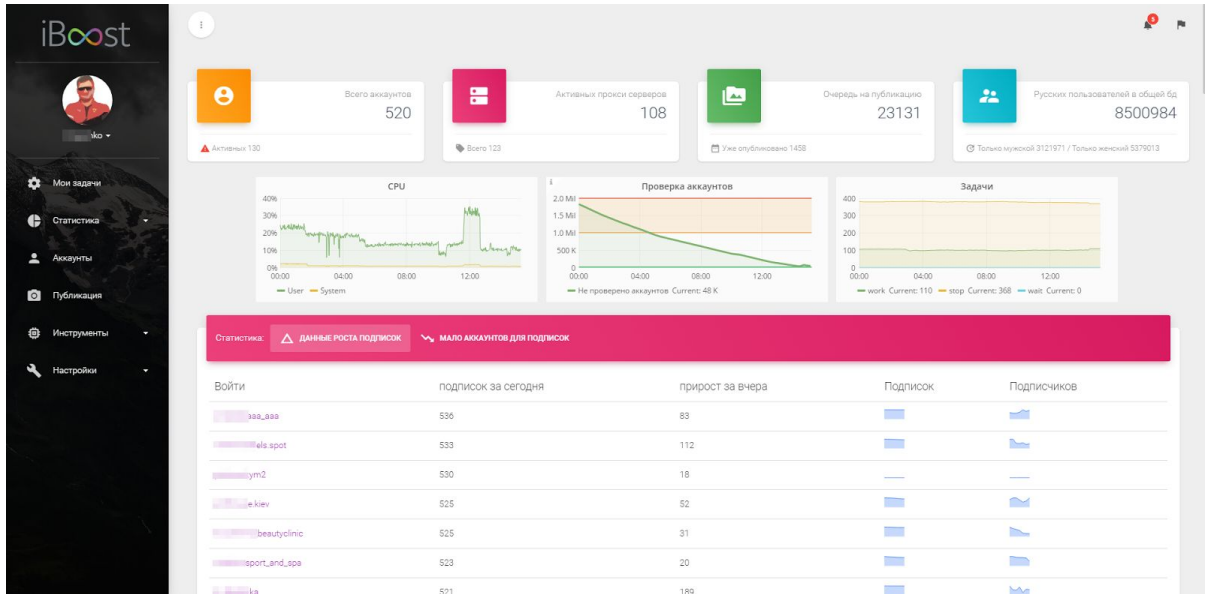 iBoost
ko
Мои задачи
Статистика
Аккаунты
Публикация
Инструменты
Настройки
5
Всего аккаунтов
520
Активных 130
Активных прокси серверов
108
Всего 123
Очередь на публикацию
23131
Уже опубликовано 1458
Русских пользователей в общей бд
8500984
Только мужской 3121971 / Только женский 5379013
CPU
40%
30%
20%
10%
0%
00:00 04:00 08:00 12:00
User System
i
Проверка аккаунтов
2.0 Mil
1.5 Mil
1.0 Mil
500 K
0
00:00 04:00 08:00 12:00
Не проверено аккаунтов Current: 48 K
Задачи
400
300
200
100
0
00:00 04:00 08:00 12:00
work Current: 110 stop Current: 368 wait Current: 0
Статистика: ДАННЫЕ РОСТА ПОДПИСОК МАЛО АККАУНТОВ ДЛЯ ПОДПИСОК
Войти подписок за сегодня прирост за вчера Подписок Подписчиков
aaa_aaa 536 83
els.spot 533 112
ym2 530 18
e.kiev 525 52
beautyclinic 525 31
sport_and_spa 523 20
ka 521 189